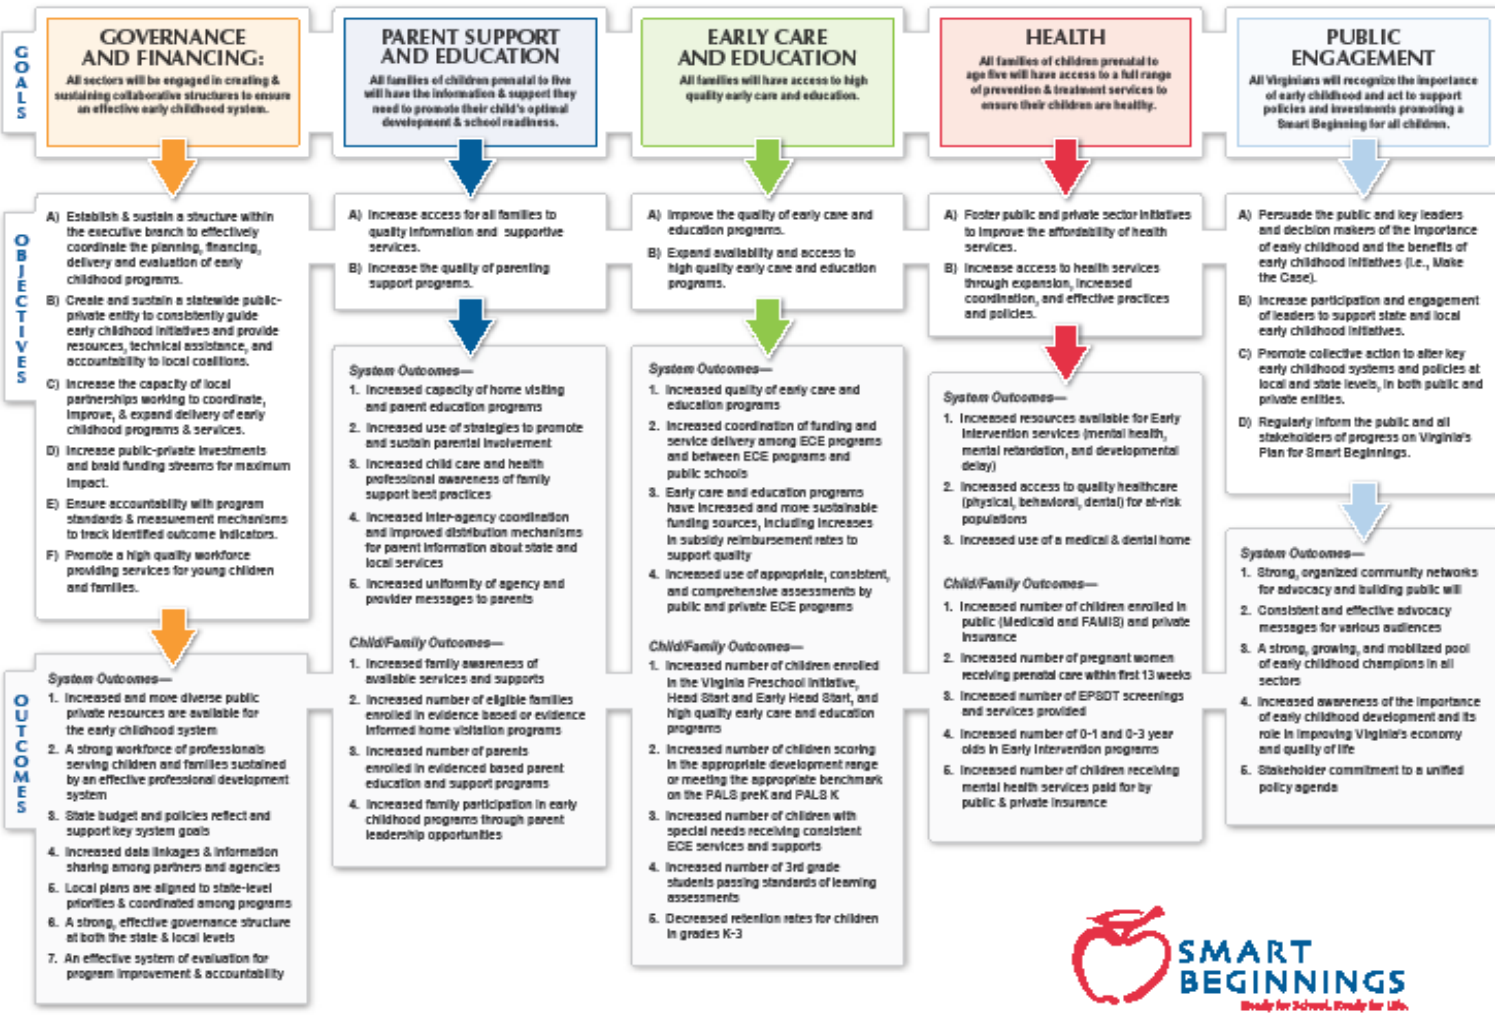 GOALS
GOVERNANCE
AND FINANCING:
All sectors will be engaged in creating &
sustaining collaborative structures to ensure
an effective early childhood system.
PARENT SUPPORT
AND EDUCATION
All families of children prenatal to five
will have the information & support they
need to promote their child's optimal
development & school readiness.
EARLY CARE
AND EDUCATION
All families will have access to high
quality early care and education.
HEALTH
All families of children prenatal to
age five will have access to a full range
of prevention & treatment services to
ensure their children are healthy.
PUBLIC
ENGAGEMENT
All Virginians will recognize the importance
of early childhood and act to support
policies and investments promoting a
Smart Beginning for all children.
OBJECTIVES
A) Establish & sustain a structure within
the executive branch to effectively
coordinate the planning, financing,
delivery and evaluation of early
childhood programs.
B) Create and sustain a statewide public-
private entity to consistently guide
early childhood initiatives and provide
resources, technical assistance, and
accountability to local coalitions.
C) Increase the capacity of local
partnerships working to coordinate,
improve, & expand delivery of early
childhood programs & services.
D) Increase public-private investments
and braid funding streams for maximum
impact.
E) Ensure accountability with program
standards & measurement mechanisms
to track identified outcome indicators.
F) Promote a high quality workforce
providing services for young children
and families.
A) Increase access for all families to
quality information and supportive
services.
B) Increase the quality of parenting
support programs.
A) Improve the quality of early care and
education programs.
B) Expand availability and access to
high quality early care and education
programs.
A) Foster public and private sector initiatives
to improve the affordability of health
services.
B) Increase access to health services
through expansion, increased
coordination, and effective practices
and policies.
A) Persuade the public and key leaders
and decision makers of the importance
of early childhood and the benefits of
early childhood initiatives (i.e., Make
the Case).
B) Increase participation and engagement
of leaders to support state and local
early childhood initiatives.
C) Promote collective action to alter key
early childhood systems and policies at
local and state levels, in both public and
private entities.
D) Regularly inform the public and all
stakeholders of progress on Virginia's
Plan for Smart Beginnings.
OUTCOMES
System Outcomes—
1. Increased and more diverse public
private resources are available for
the early childhood system
2. A strong workforce of professionals
serving children and families sustained
by an effective professional development
system
3. State budget and policies reflect and
support key system goals
4. Increased data linkages & information
sharing among partners and agencies
5. Local plans are aligned to state-level
priorities & coordinated among programs
6. A strong, effective governance structure
at both the state & local levels
7. An effective system of evaluation for
program improvement & accountability
System Outcomes—
1. Increased capacity of home visiting
and parent education programs
2. Increased use of strategies to promote
and sustain parental involvement
3. Increased child care and health
professional awareness of family
support best practices
4. Increased inter-agency coordination
and improved distribution mechanisms
for parent information about state and
local services
5. Increased uniformity of agency and
provider messages to parents
Child/Family Outcomes—
1. Increased family awareness of
available services and supports
2. Increased number of eligible families
enrolled in evidence based or evidence
informed home visitation programs
3. Increased number of parents
enrolled in evidenced based parent
education and support programs
4. Increased family participation in early
childhood programs through parent
leadership opportunities
System Outcomes—
1. Increased quality of early care and
education programs
2. Increased coordination of funding and
service delivery among ECE programs
and between ECE programs and
public schools
3. Early care and education programs
have increased and more sustainable
funding sources, including increases
in subsidy reimbursement rates to
support quality
4. Increased use of appropriate, consistent,
and comprehensive assessments by
public and private ECE programs
Child/Family Outcomes—
1. Increased number of children enrolled
in the Virginia Preschool Initiative,
Head Start and Early Head Start, and
high quality early care and education
programs
2. Increased number of children scoring
in the appropriate development range
or meeting the appropriate benchmark
on the PALS preK and PALS K
3. Increased number of children with
special needs receiving consistent
ECE services and supports
4. Increased number of 3rd grade
students passing standards of learning
assessments
5. Decreased retention rates for children
in grades K-3
System Outcomes—
1. Increased resources available for Early
Intervention services (mental health,
mental retardation, and developmental
delay)
2. Increased access to quality healthcare
(physical, behavioral, dental) for at-risk
populations
3. Increased use of a medical & dental home
Child/Family Outcomes—
1. Increased number of children enrolled in
public (Medicaid and FAMIS) and private
insurance
2. Increased number of pregnant women
receiving prenatal care within first 13 weeks
3. Increased number of EPSDT screenings
and services provided
4. Increased number of 0-1 and 0-3 year
olds in Early Intervention programs
5. Increased number of children receiving
mental health services paid for by
public & private insurance
System Outcomes—
1. Strong, organized community networks
for advocacy and building public will
2. Consistent and effective advocacy
messages for various audiences
3. A strong, growing, and mobilized pool
of early childhood champions in all
sectors
4. Increased awareness of the importance
of early childhood development and its
role in improving Virginia's economy
and quality of life
5. Stakeholder commitment to a unified
policy agenda
SMART
BEGINNINGS
Ready for School. Ready for Life.